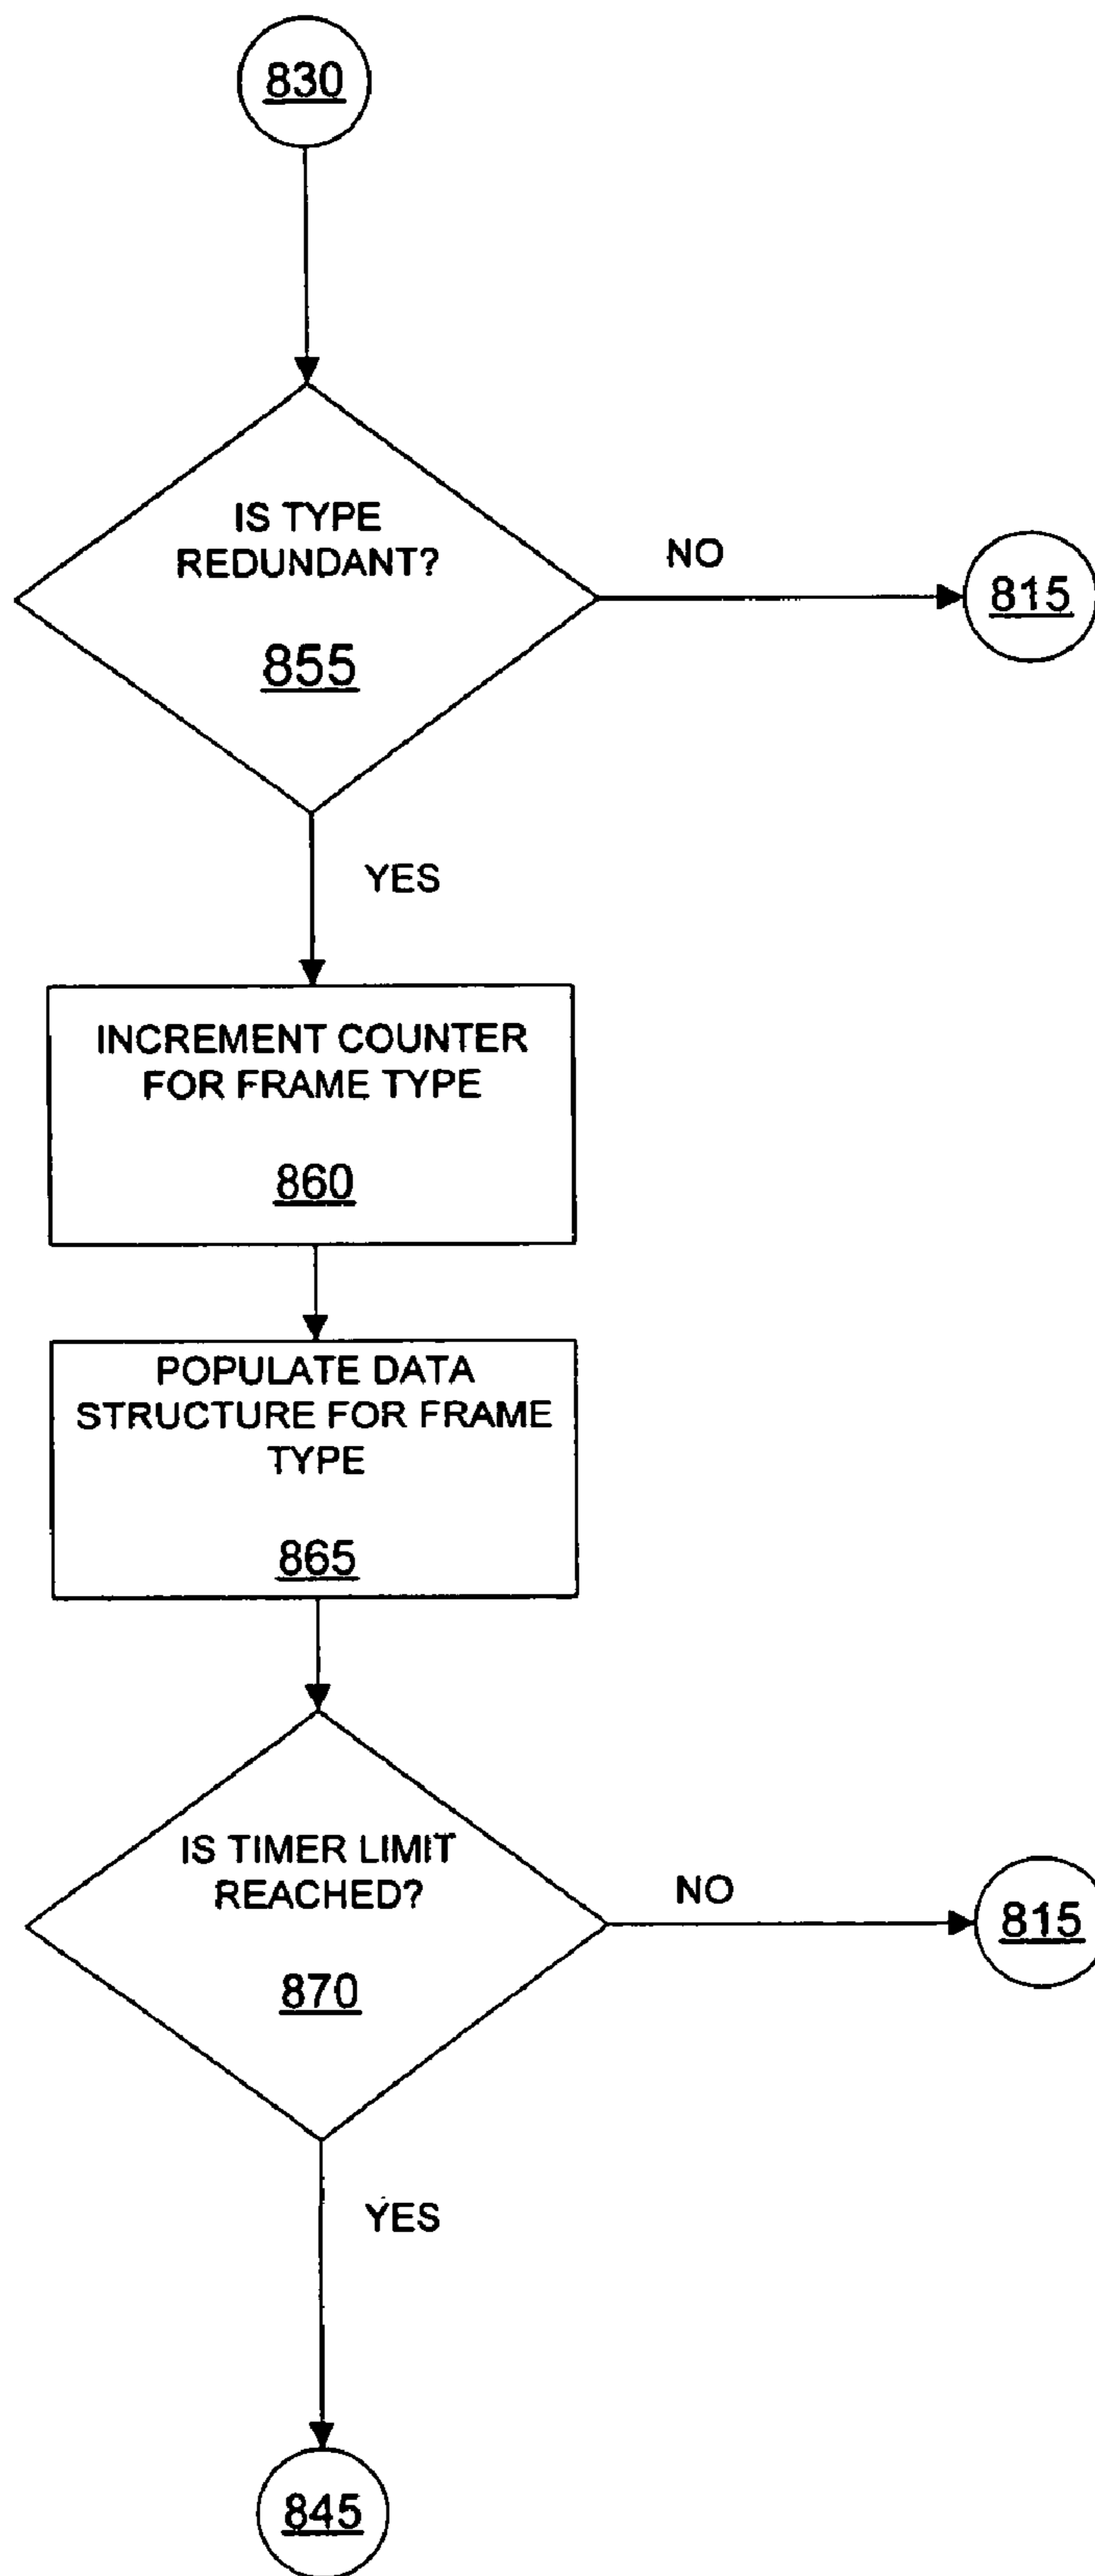 830
IS TYPE
REDUNDANT?
855
NO
815
YES
INCREMENT COUNTER
FOR FRAME TYPE
860
POPULATE DATA
STRUCTURE FOR FRAME
TYPE
865
IS TIMER LIMIT
REACHED?
870
NO
815
YES
845